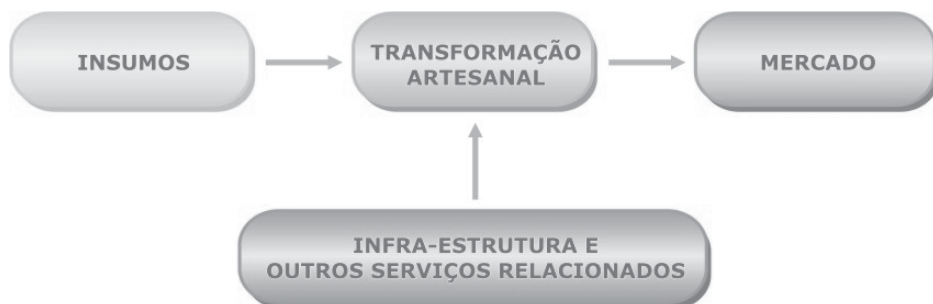 INSUMOS
TRANSFORMAÇÃO
ARTESANAL
MERCADO
INFRA-ESTRUTURA E
OUTROS SERVIÇOS RELACIONADOS